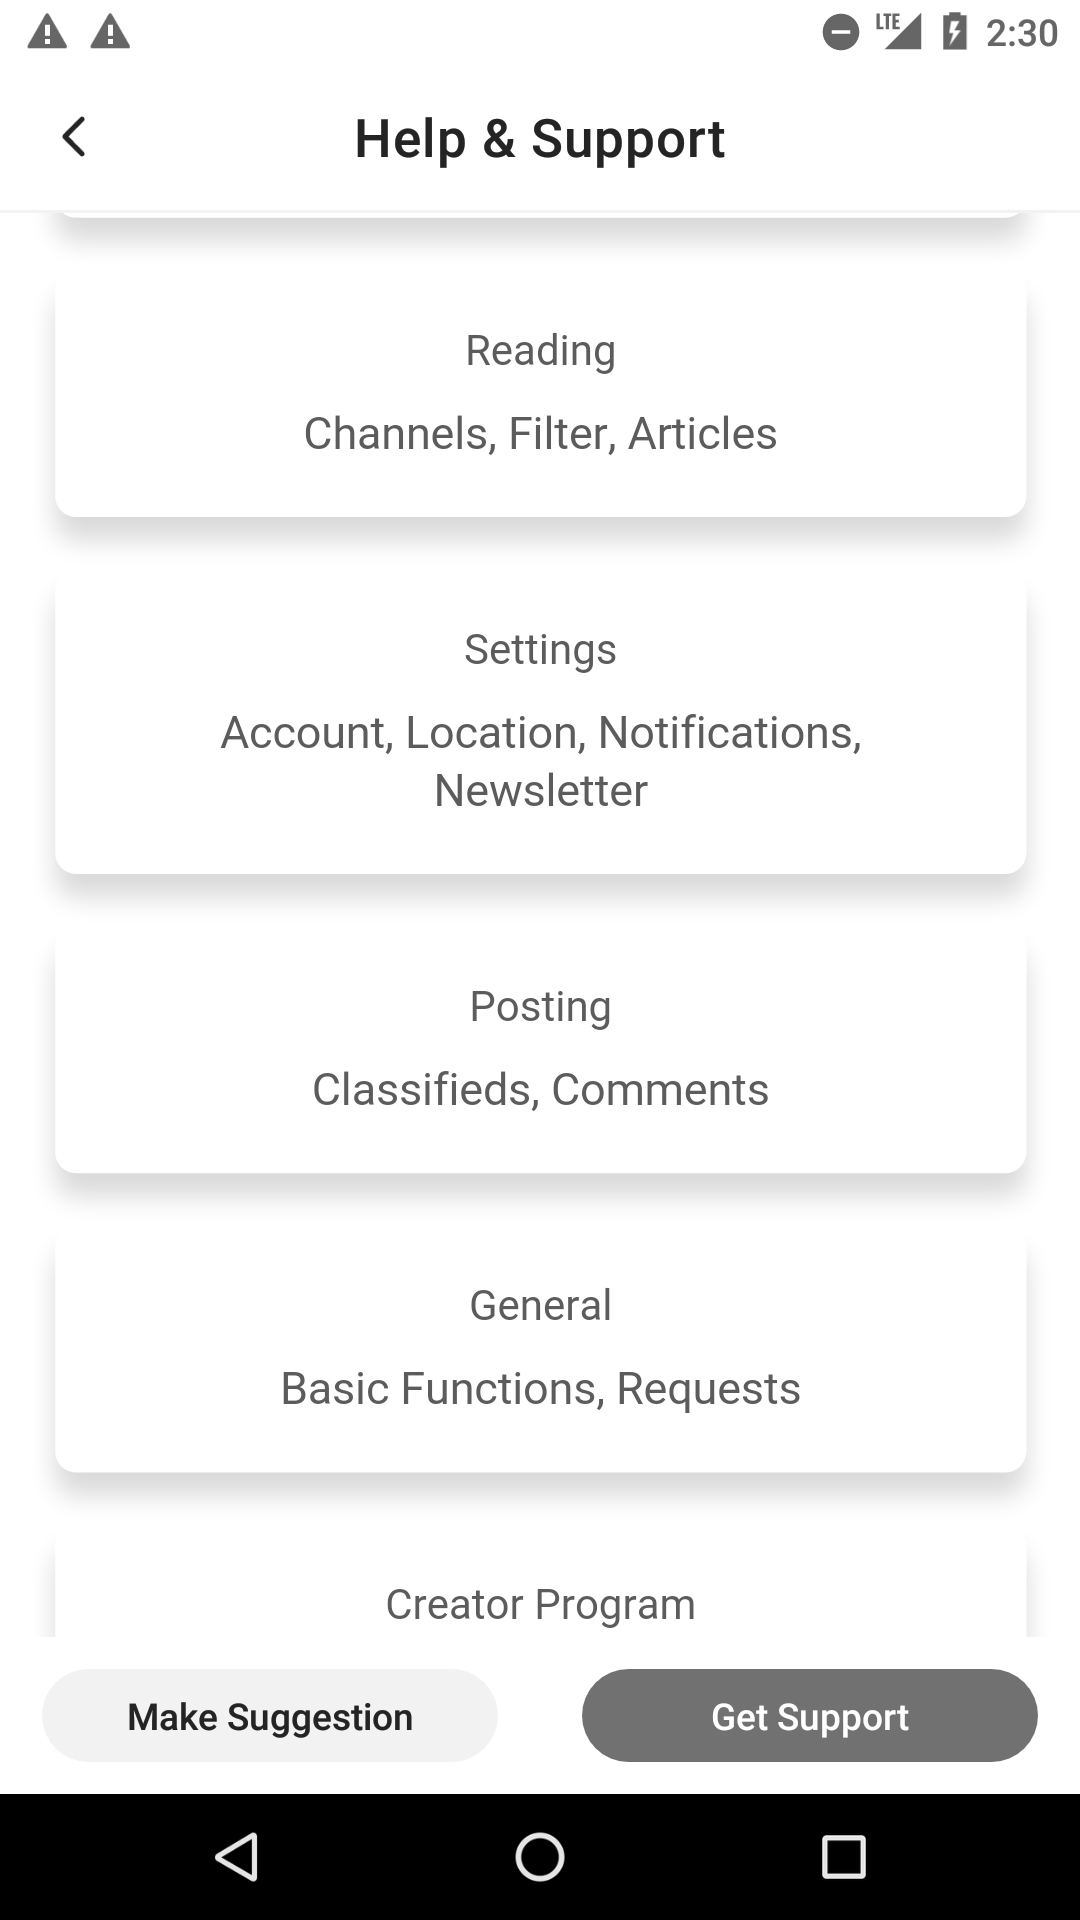 LTE 2:30
Help & Support
Reading
Channels, Filter, Articles
Settings
Account, Location, Notifications,
Newsletter
Posting
Classifieds, Comments
General
Basic Functions, Requests
Creator Program
Make Suggestion
Get Support